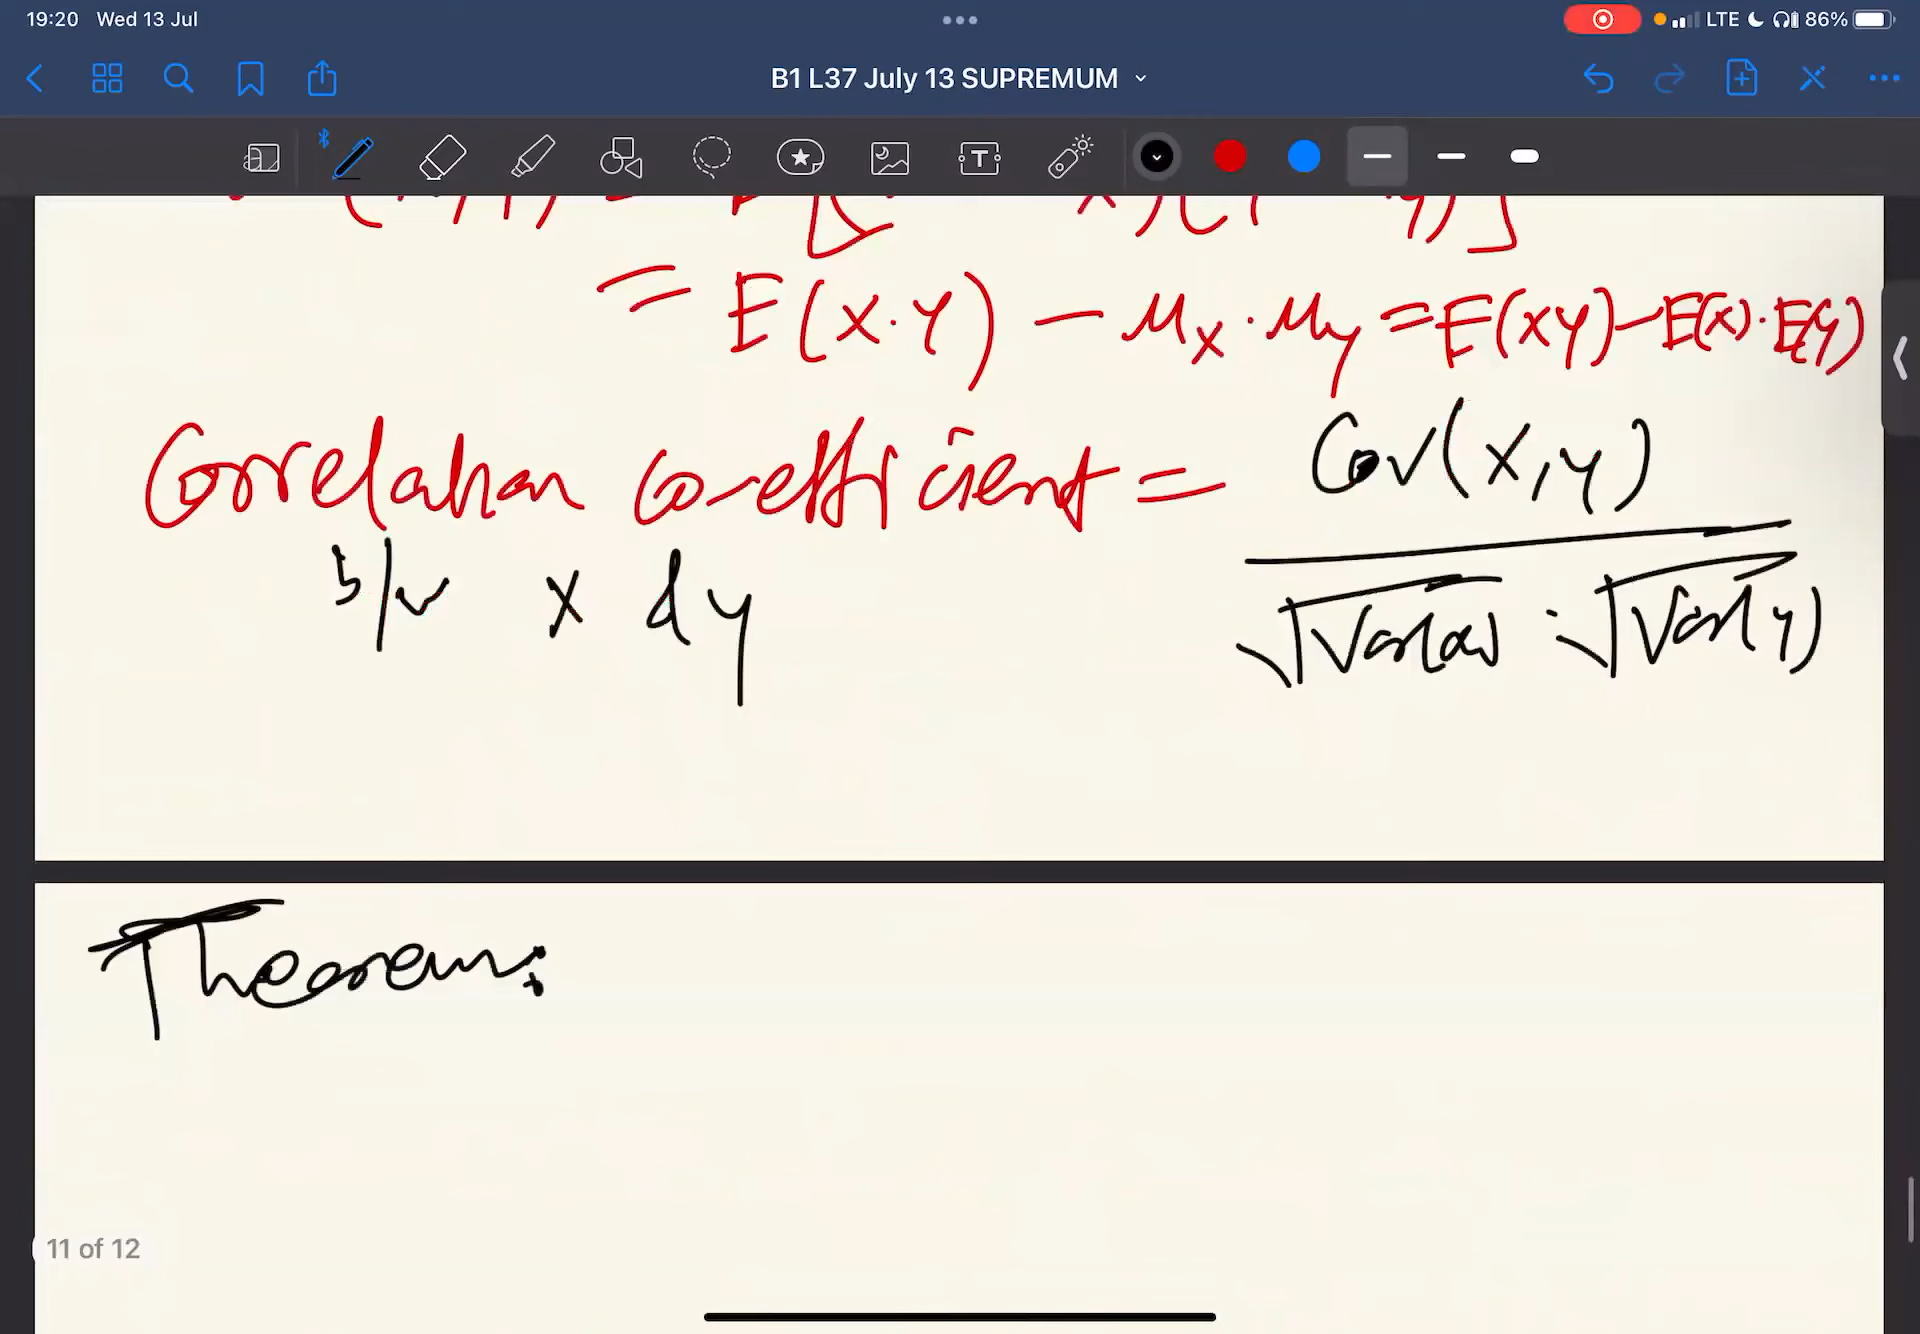 19:20 Wed 13 Jul
LTE 86%
B1 L37 July 13 SUPREMUM
T
= E(X·Y) - μx·μy = E(XY) - E(X)·E(Y)
Correlation co-efficient = Cov(X,Y)
b/w X & Y
√Var(X) · √Var(Y)
Theorem:
11 of 12